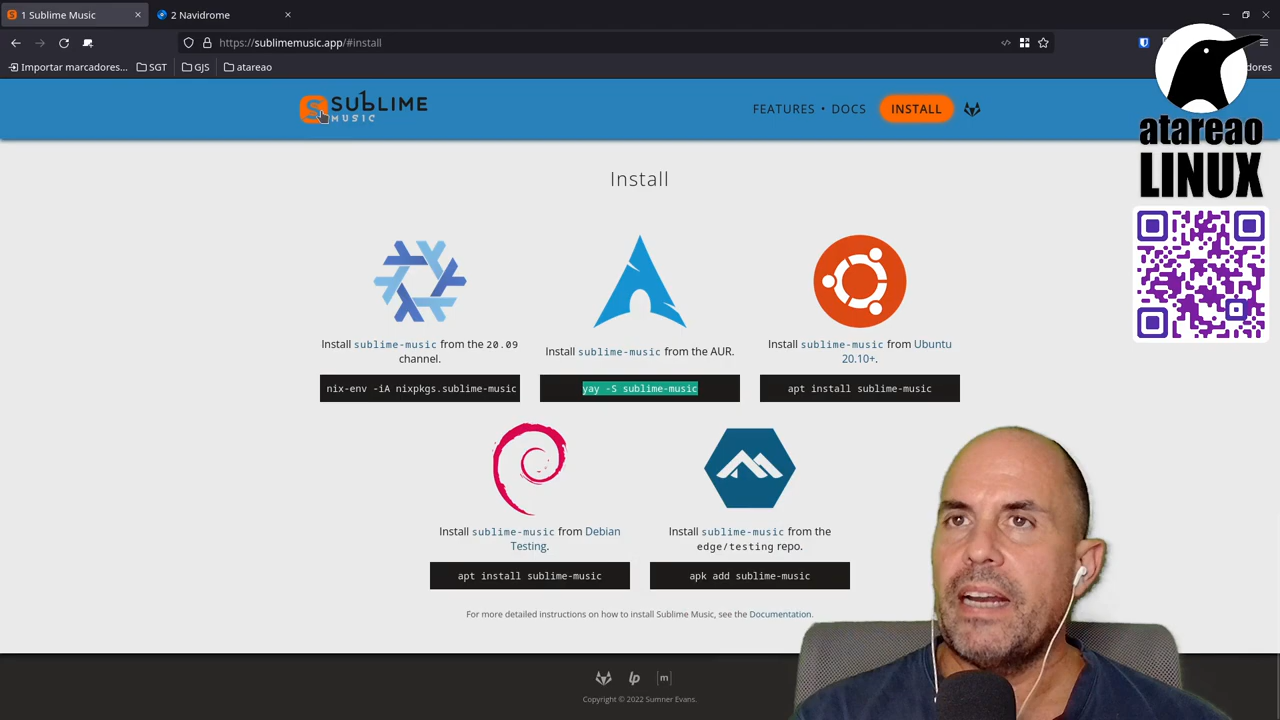 1 Sublime Music
2 Navidrome
https://sublimemusic.app/#install
Importar marcadores...
SGT
GJS
atareao
dores
SUBLIME
MUSIC
FEATURES • DOCS
INSTALL
atareao
LINUX
Install
Install sublime-music from the 20.09
channel.
nix-env -iA nixpkgs.sublime-music
Install sublime-music from the AUR.
yay -S sublime-music
Install sublime-music from Ubuntu
20.10+.
apt install sublime-music
Install sublime-music from Debian
Testing.
apt install sublime-music
Install sublime-music from the
edge/testing repo.
apk add sublime-music
For more detailed instructions on how to install Sublime Music, see the Documentation.
lp
[m]
Copyright © 2022 Sumner Evans.